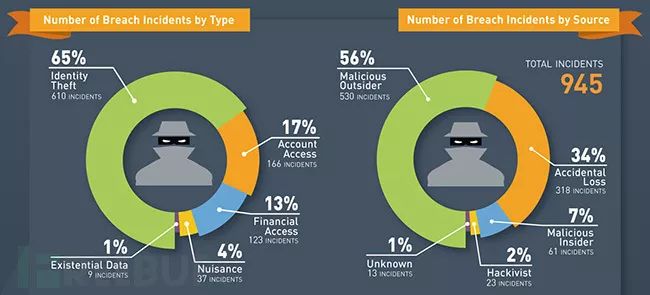 Number of Breach Incidents by Type
65%
Identity
Theft
610 INCIDENTS
17%
Account
Access
166 INCIDENTS
13%
Financial
Access
123 INCIDENTS
4%
Nuisance
37 INCIDENTS
1%
Existential Data
9 INCIDENTS
Number of Breach Incidents by Source
TOTAL INCIDENTS
945
56%
Malicious
Outsider
530 INCIDENTS
34%
Accidental
Loss
318 INCIDENTS
7%
Malicious
Insider
61 INCIDENTS
2%
Hackivist
23 INCIDENTS
1%
Unknown
13 INCIDENTS